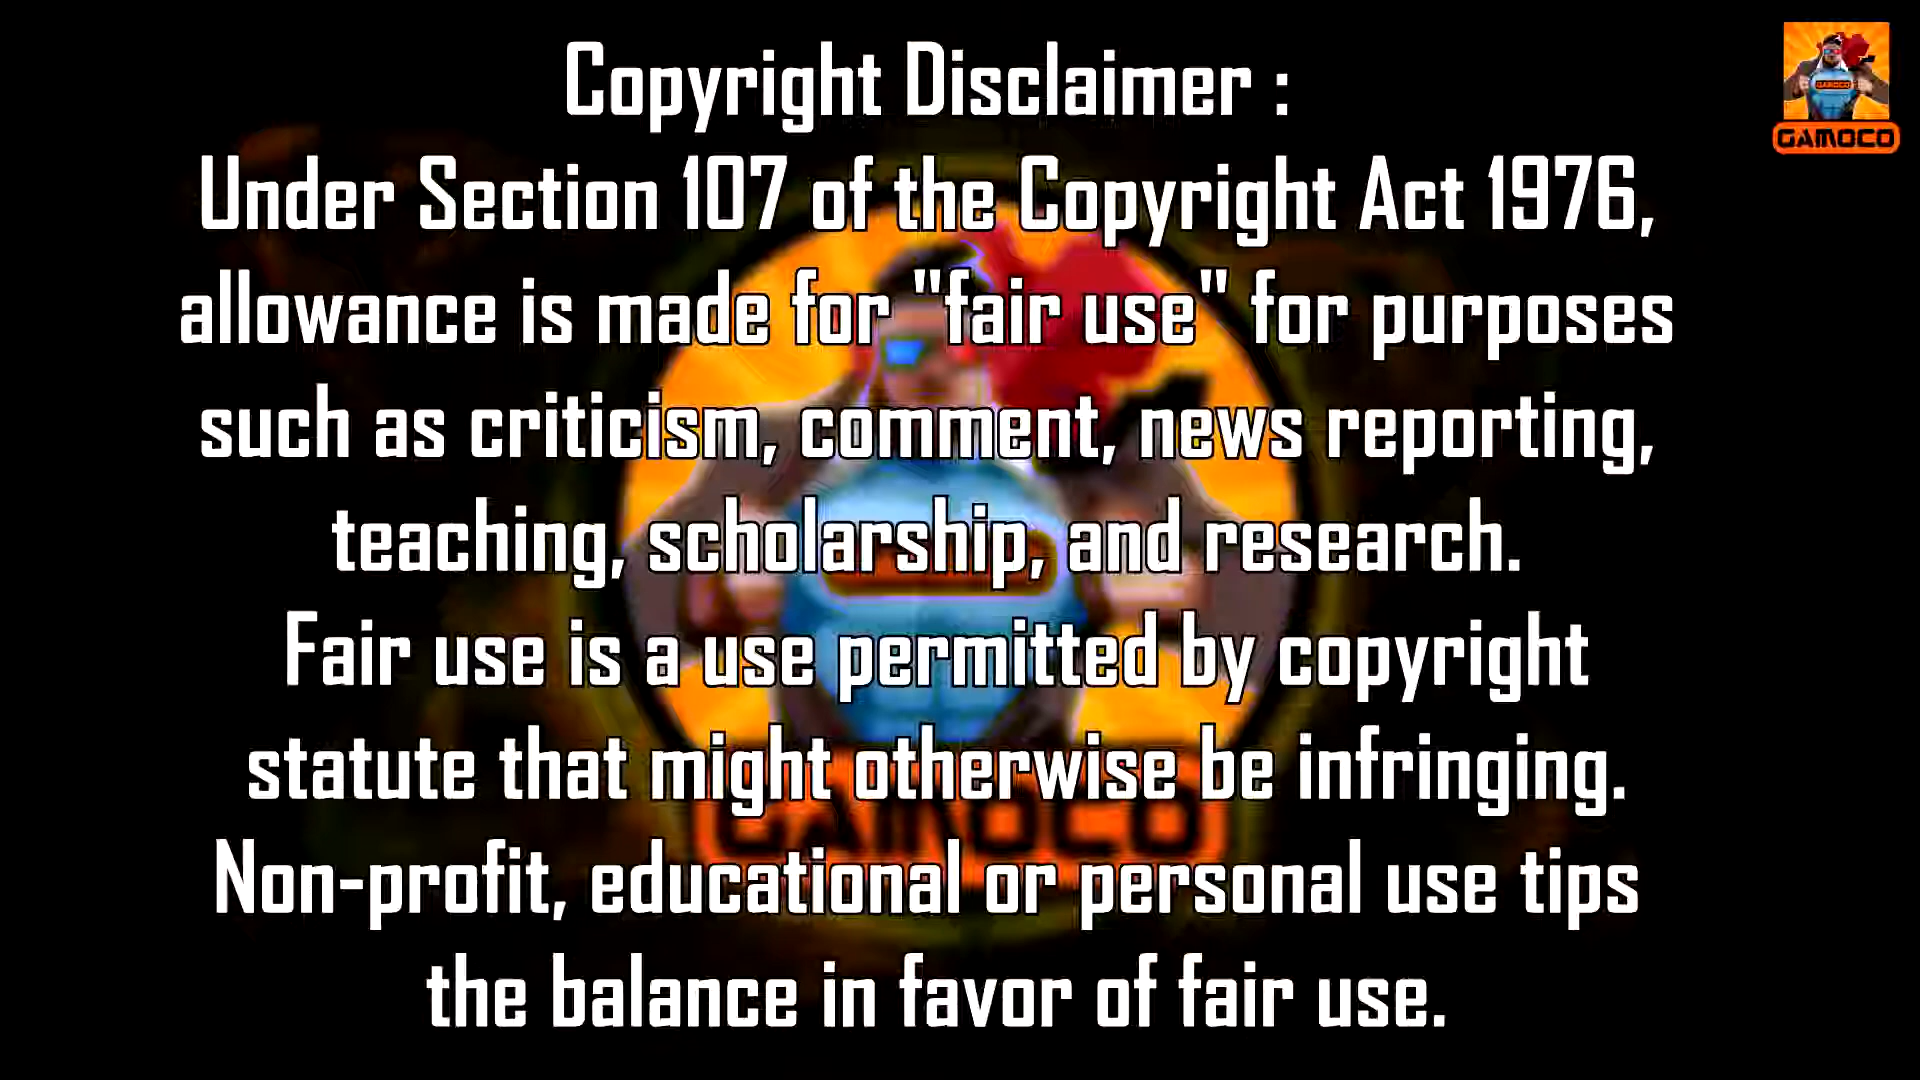 Copyright Disclaimer :
Under Section 107 of the Copyright Act 1976,
allowance is made for "fair use" for purposes
such as criticism, comment, news reporting,
teaching, scholarship, and research.
Fair use is a use permitted by copyright
statute that might otherwise be infringing.
Non-profit, educational or personal use tips
the balance in favor of fair use.
GAMOCO
GAMOCO
GAMOCO